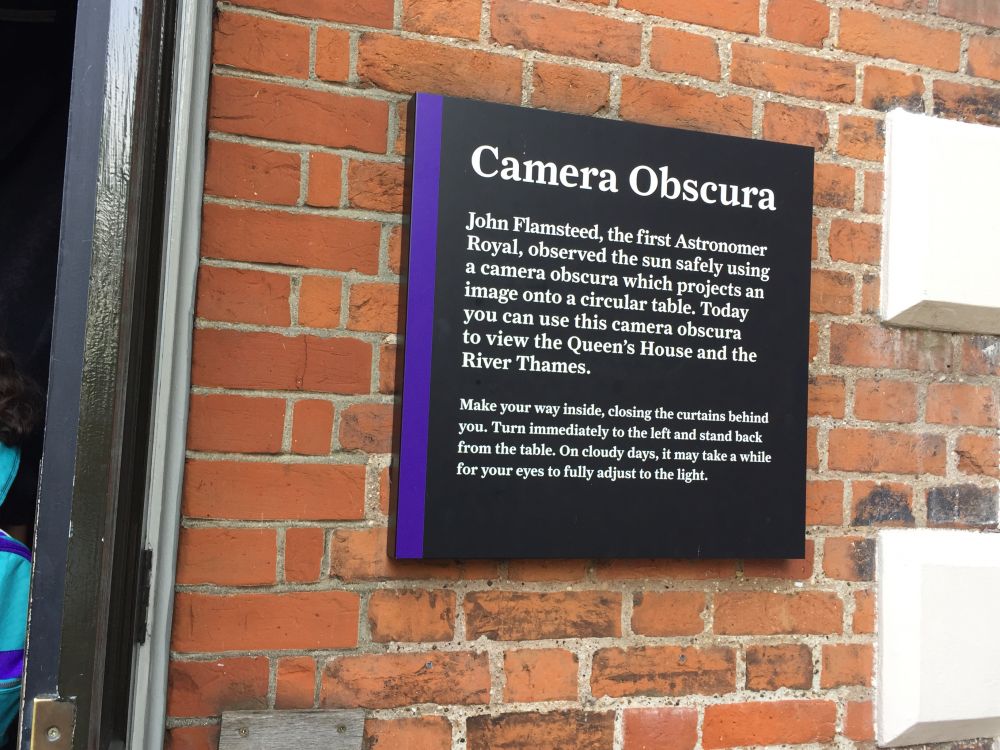 Camera Obscura
John Flamsteed, the first Astronomer
Royal, observed the sun safely using
a camera obscura which projects an
image onto a circular table. Today
you can use this camera obscura
to view the Queen's House and the
River Thames.
Make your way inside, closing the curtains behind
you. Turn immediately to the left and stand back
from the table. On cloudy days, it may take a while
for your eyes to fully adjust to the light.